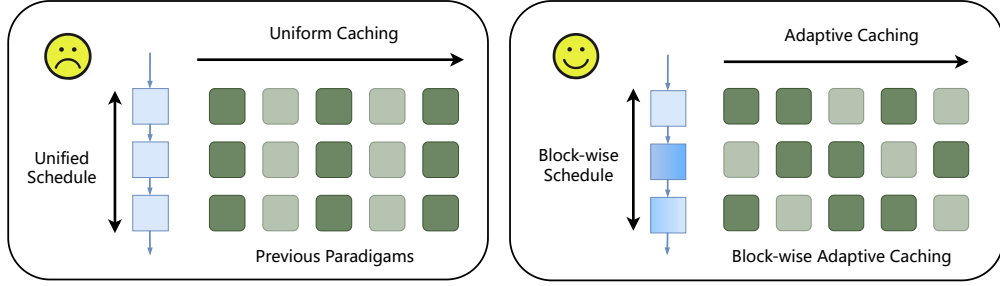 Uniform Caching
Unified
Schedule
Previous Paradigams
Adaptive Caching
Block-wise
Schedule
Block-wise Adaptive Caching